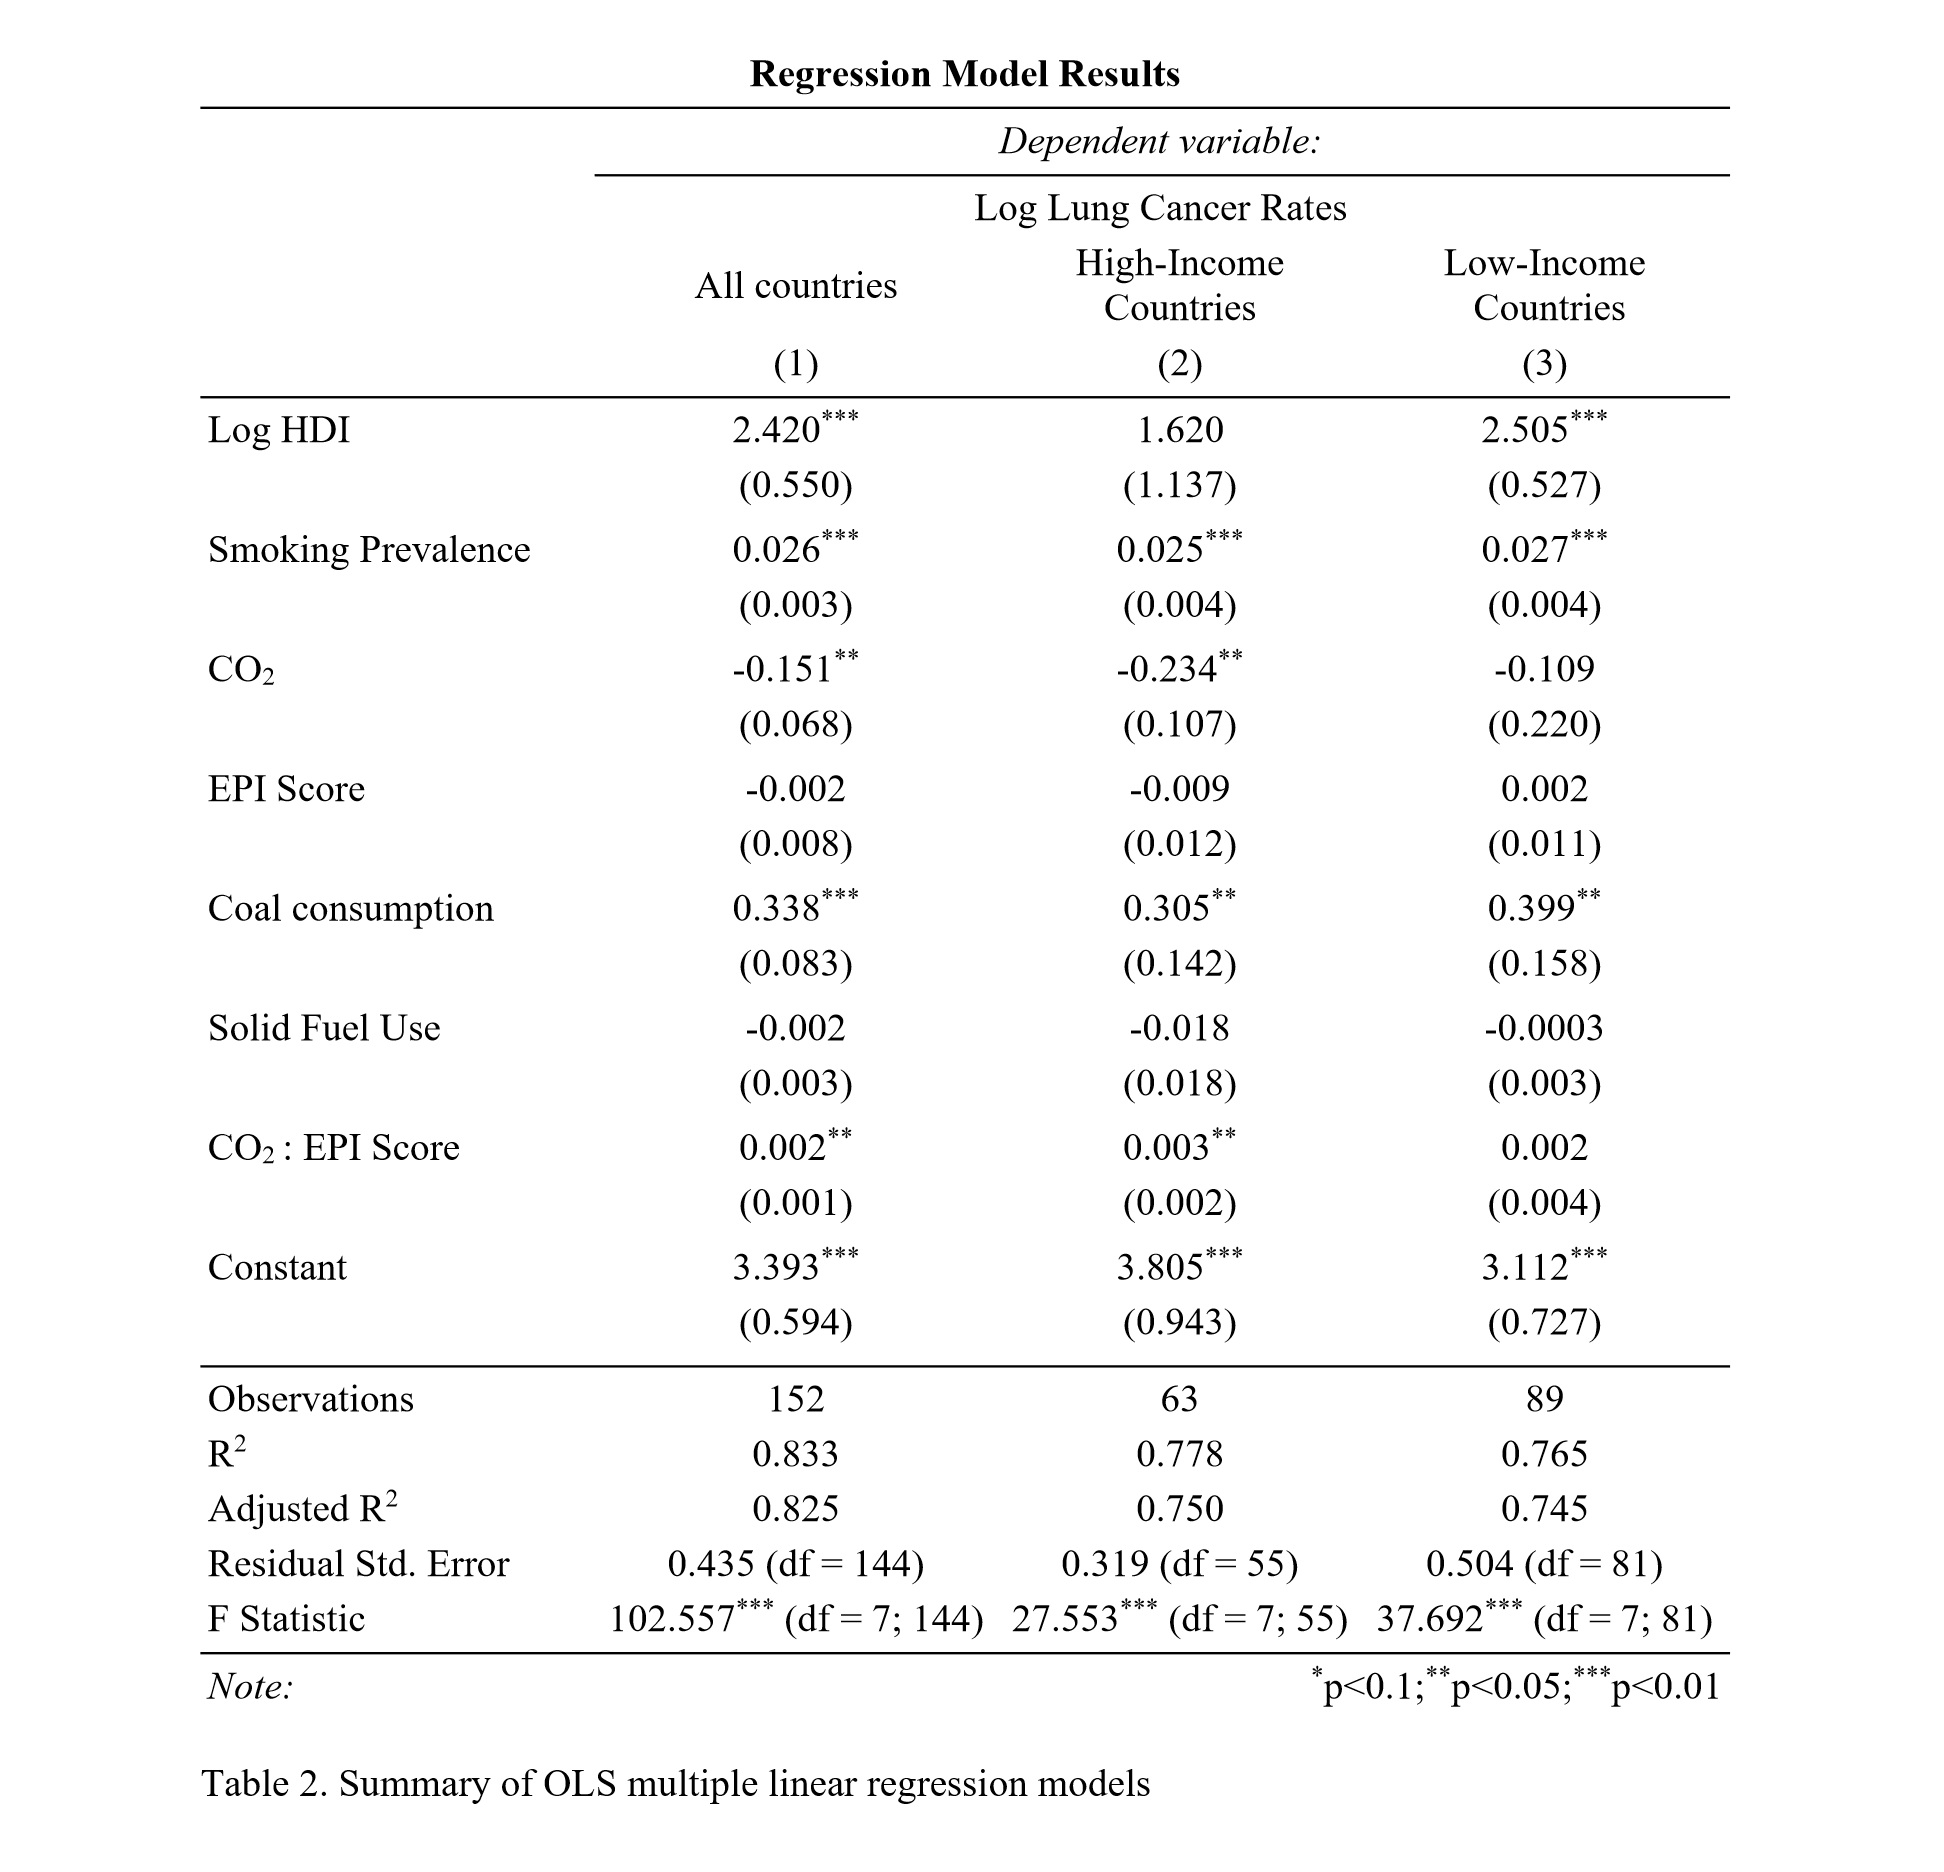 Regression Model Results
Dependent variable:
Log Lung Cancer Rates
All countries High-Income Countries Low-Income Countries
(1) (2) (3)
Log HDI 2.420*** 1.620 2.505***
(0.550) (1.137) (0.527)
Smoking Prevalence 0.026*** 0.025*** 0.027***
(0.003) (0.004) (0.004)
CO₂ -0.151** -0.234** -0.109
(0.068) (0.107) (0.220)
EPI Score -0.002 -0.009 0.002
(0.008) (0.012) (0.011)
Coal consumption 0.338*** 0.305** 0.399**
(0.083) (0.142) (0.158)
Solid Fuel Use -0.002 -0.018 -0.0003
(0.003) (0.018) (0.003)
CO₂ : EPI Score 0.002** 0.003** 0.002
(0.001) (0.002) (0.004)
Constant 3.393*** 3.805*** 3.112***
(0.594) (0.943) (0.727)
Observations 152 63 89
R² 0.833 0.778 0.765
Adjusted R² 0.825 0.750 0.745
Residual Std. Error 0.435 (df = 144) 0.319 (df = 55) 0.504 (df = 81)
F Statistic 102.557*** (df = 7; 144) 27.553*** (df = 7; 55) 37.692*** (df = 7; 81)
Note: *p<0.1;**p<0.05;***p<0.01
Table 2. Summary of OLS multiple linear regression models